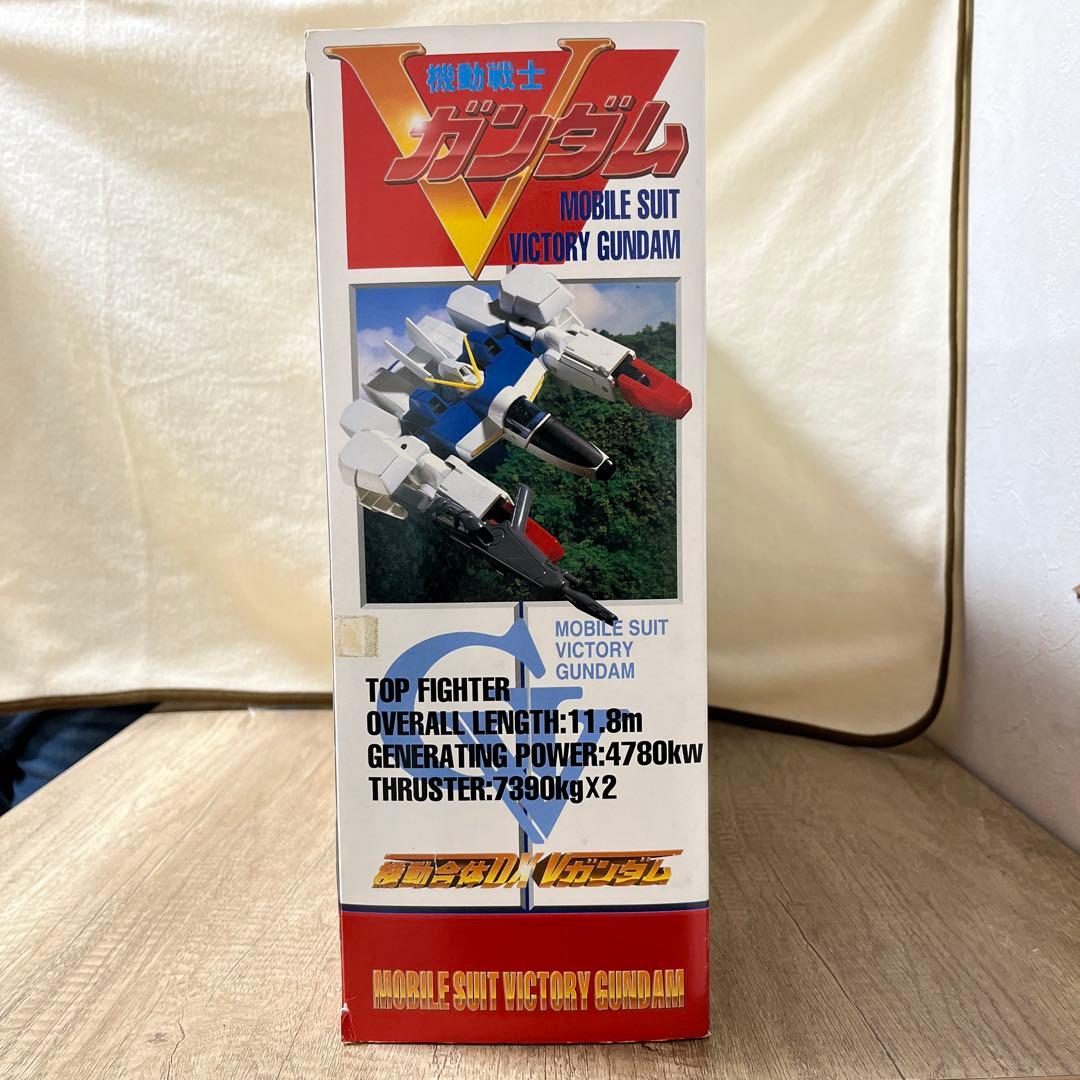 機動戦士
Vガンダム
MOBILE SUIT
VICTORY GUNDAM
MOBILE SUIT
VICTORY
GUNDAM
TOP FIGHTER
OVERALL LENGTH:11.8m
GENERATING POWER:4780kw
THRUSTER:7390kgX2
機動合体DX Vガンダム
MOBILE SUIT VICTORY GUNDAM